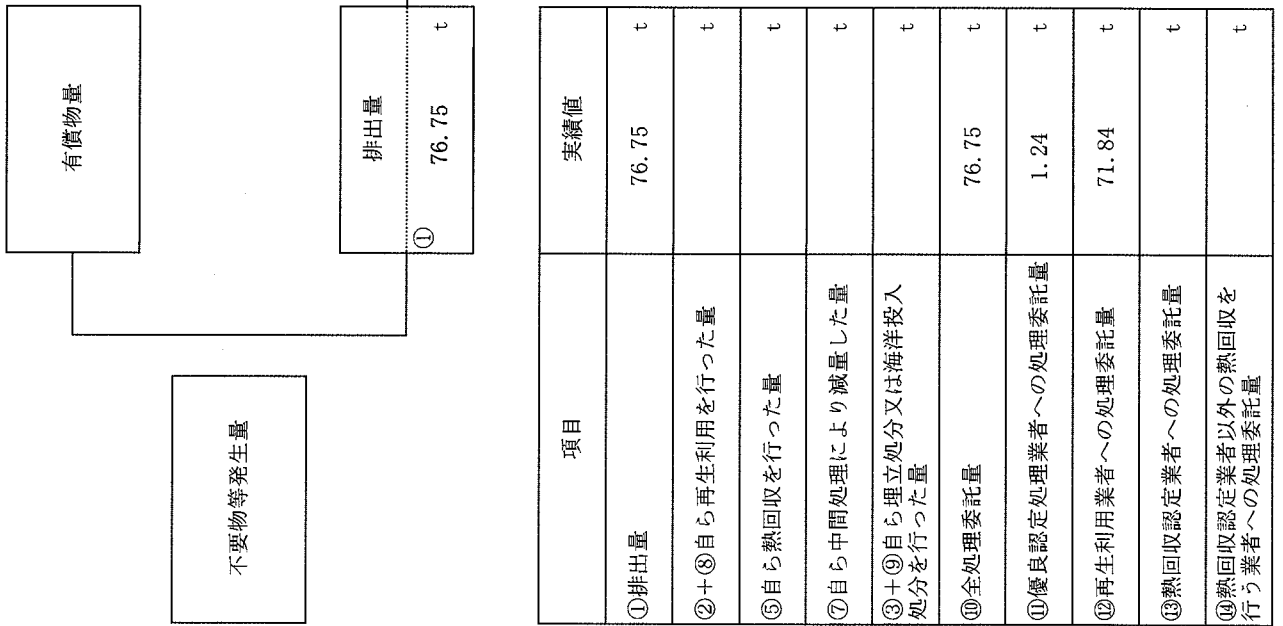 有償物量
不要物等発生量
排出量
① 76.75 t
項目 実績値
①排出量 76.75 t
②+⑧自ら再生利用を行った量 t
⑤自ら熱回収を行った量 t
⑦自ら中間処理により減量した量 t
③+⑨自ら埋立処分又は海洋投入
処分を行った量 t
⑩全処理委託量 76.75 t
⑪優良認定処理業者への処理委託量 1.24 t
⑫再生利用業者への処理委託量 71.84 t
⑬熱回収認定業者への処理委託量 t
⑭熱回収認定業者以外の熱回収を
行う業者への処理委託量 t